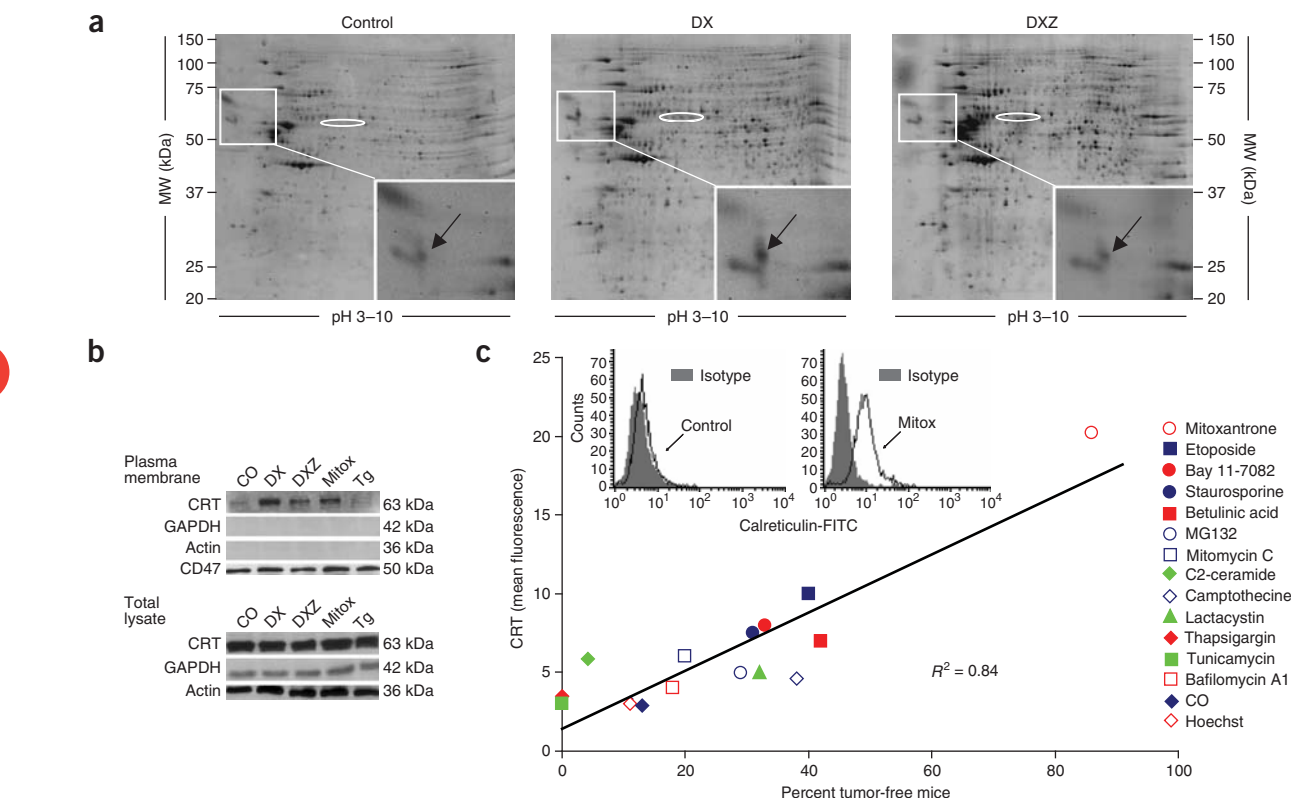 a
Control
DX
DXZ
150
100
75
50
37
25
20
MW (kDa)
150
100
75
50
37
25
20
MW (kDa)
pH 3–10
pH 3–10
pH 3–10
b
Plasma
membrane
CO DX DXZ Mitox Tg
CRT 63 kDa
GAPDH 42 kDa
Actin 36 kDa
CD47 50 kDa
Total
lysate
CO DX DXZ Mitox Tg
CRT 63 kDa
GAPDH 42 kDa
Actin 36 kDa
c
25
20
15
10
5
0
CRT (mean fluorescence)
0 20 40 60 80 100
Percent tumor-free mice
R² = 0.84
70
60
50
40
30
20
10
0
Counts
Isotype
Control
10⁰ 10¹ 10² 10³ 10⁴
70
60
50
40
30
20
10
0
Isotype
Mitox
10⁰ 10¹ 10² 10³ 10⁴
Calreticulin-FITC
Mitoxantrone
Etoposide
Bay 11-7082
Staurosporine
Betulinic acid
MG132
Mitomycin C
C2-ceramide
Camptothecine
Lactacystin
Thapsigargin
Tunicamycin
Bafilomycin A1
CO
Hoechst